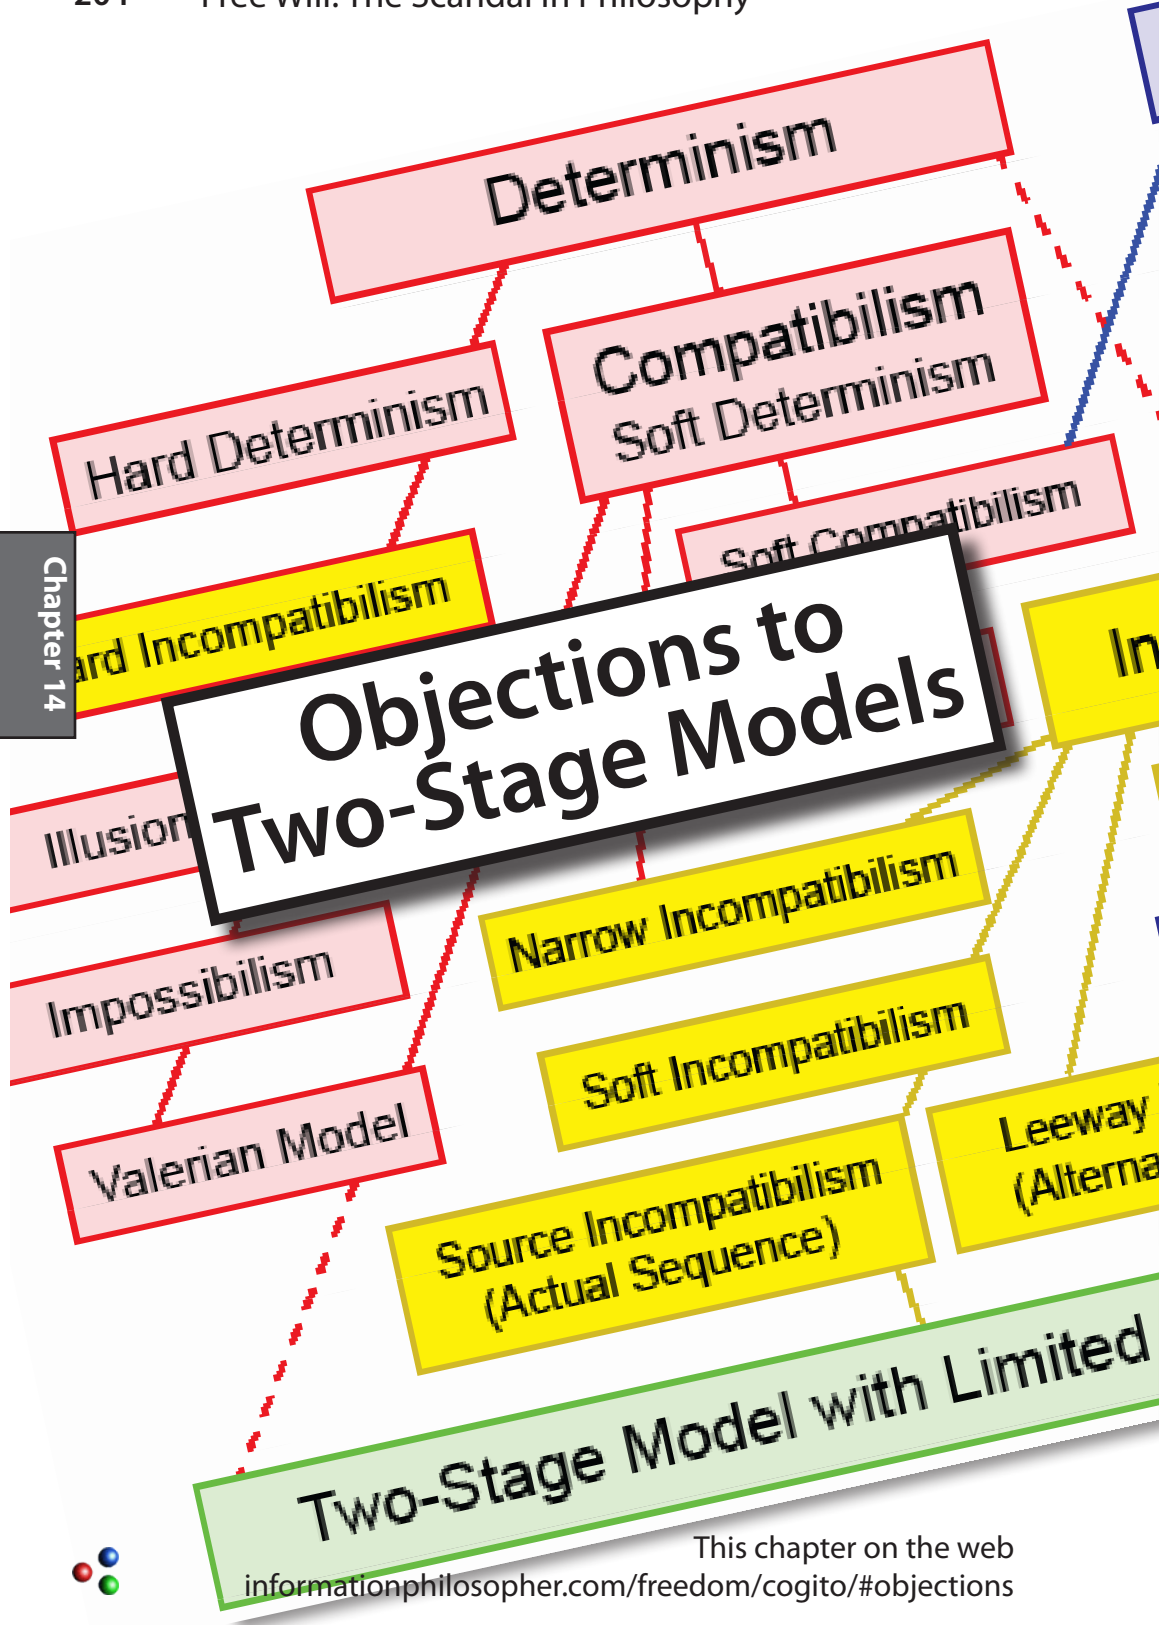 Free Will: The Scandal in Philosophy
Determinism
Compatibilism
Soft Determinism
Hard Determinism
Soft Compatibilism
Chapter 14
ard Incompatibilism
In
Objections to
Two-Stage Models
Illusion
Narrow Incompatibilism
Impossibilism
Soft Incompatibilism
Valerian Model
Leeway
(Alterna
Source Incompatibilism
(Actual Sequence)
Two-Stage Model with Limited
This chapter on the web
informationphilosopher.com/freedom/cogito/#objections